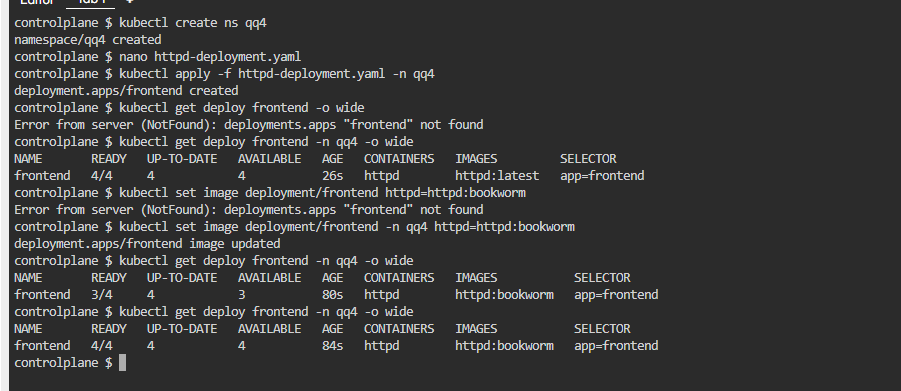 Editor Tab 1 +
controlplane $ kubectl create ns qq4
namespace/qq4 created
controlplane $ nano httpd-deployment.yaml
controlplane $ kubectl apply -f httpd-deployment.yaml -n qq4
deployment.apps/frontend created
controlplane $ kubectl get deploy frontend -o wide
Error from server (NotFound): deployments.apps "frontend" not found
controlplane $ kubectl get deploy frontend -n qq4 -o wide
NAME READY UP-TO-DATE AVAILABLE AGE CONTAINERS IMAGES SELECTOR
frontend 4/4 4 4 26s httpd httpd:latest app=frontend
controlplane $ kubectl set image deployment/frontend httpd=httpd:bookworm
Error from server (NotFound): deployments.apps "frontend" not found
controlplane $ kubectl set image deployment/frontend -n qq4 httpd=httpd:bookworm
deployment.apps/frontend image updated
controlplane $ kubectl get deploy frontend -n qq4 -o wide
NAME READY UP-TO-DATE AVAILABLE AGE CONTAINERS IMAGES SELECTOR
frontend 3/4 4 3 80s httpd httpd:bookworm app=frontend
controlplane $ kubectl get deploy frontend -n qq4 -o wide
NAME READY UP-TO-DATE AVAILABLE AGE CONTAINERS IMAGES SELECTOR
frontend 4/4 4 4 84s httpd httpd:bookworm app=frontend
controlplane $